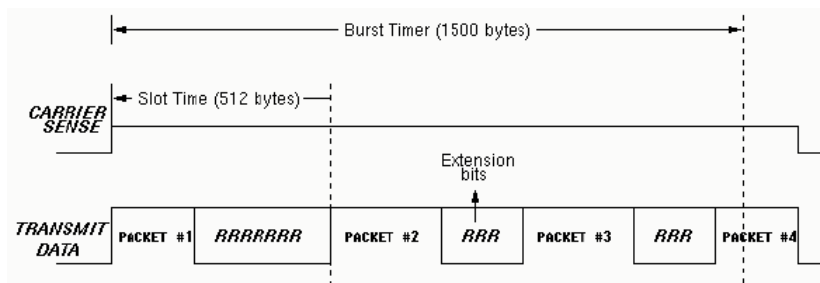 Burst Timer (1500 bytes)
Slot Time (512 bytes)
CARRIER
SENSE
Extension
bits
TRANSMIT
DATA
PACKET #1
RRRRRRR
PACKET #2
RRR
PACKET #3
RRR
PACKET #4